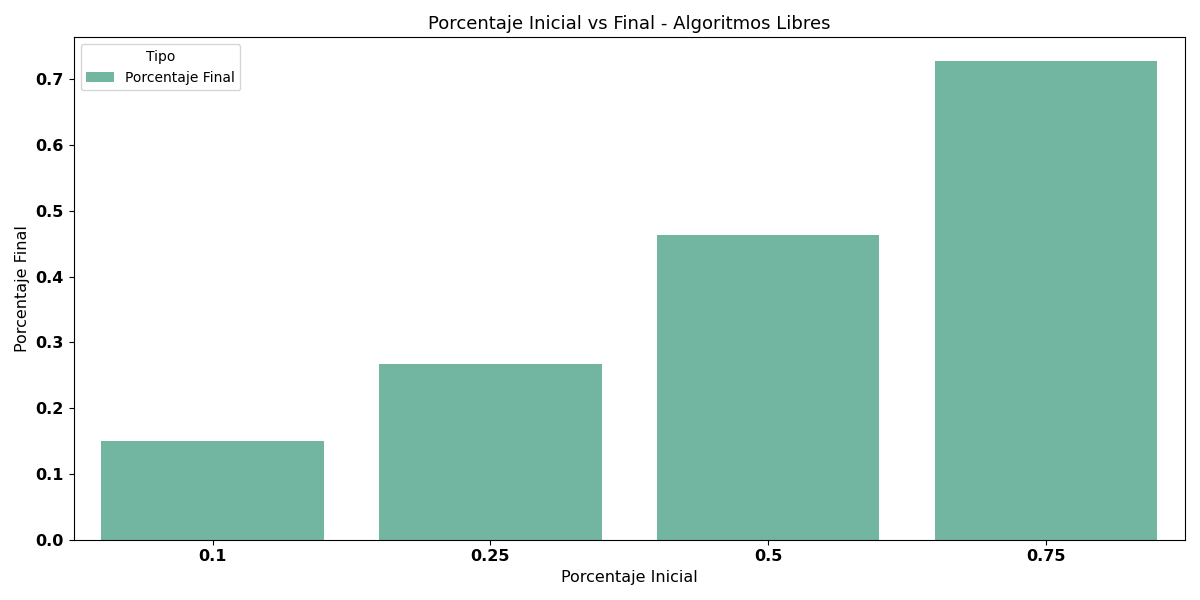 Porcentaje Inicial vs Final - Algoritmos Libres
Tipo
Porcentaje Final
0.7
0.6
0.5
0.4
0.3
0.2
0.1
0.0
Porcentaje Final
0.1 0.25 0.5 0.75
Porcentaje Inicial